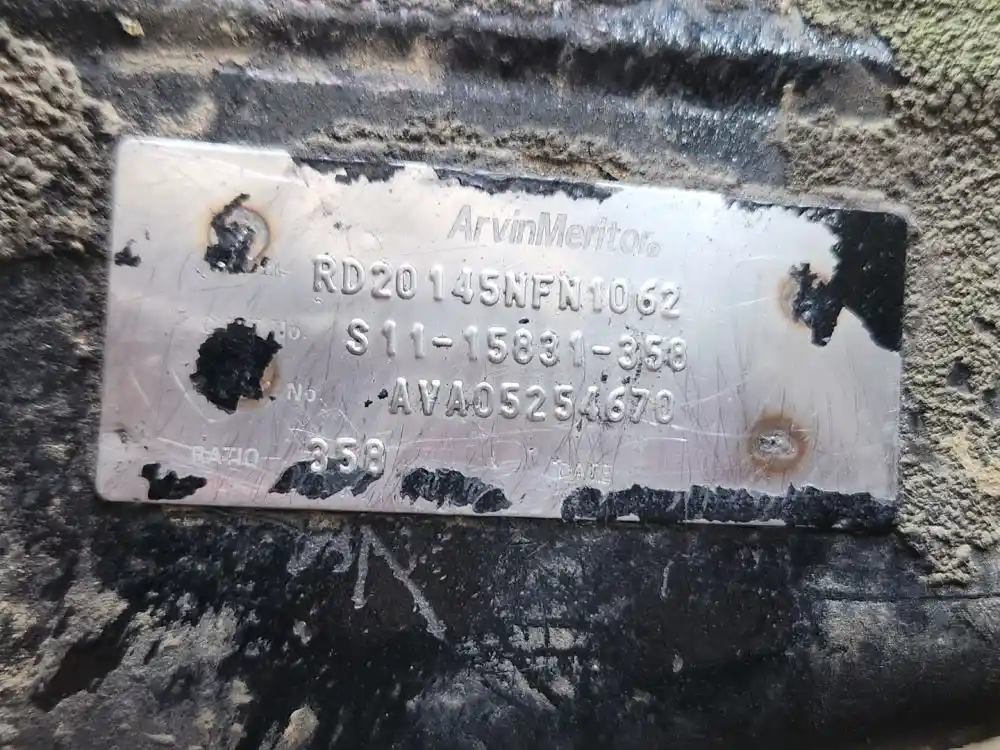 ArvinMeritor®
RD20145NFN1062
S11-15831-358
No. AVA05254670
RATIO 358
DATE